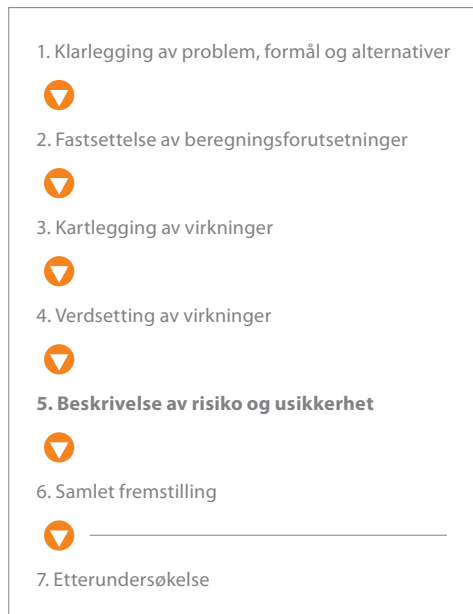 1. Klarlegging av problem, formål og alternativer
2. Fastsettelse av beregningsforutsetninger
3. Kartlegging av virkninger
4. Verdsetting av virkninger
5. Beskrivelse av risiko og usikkerhet
6. Samlet fremstilling
7. Etterundersøkelse